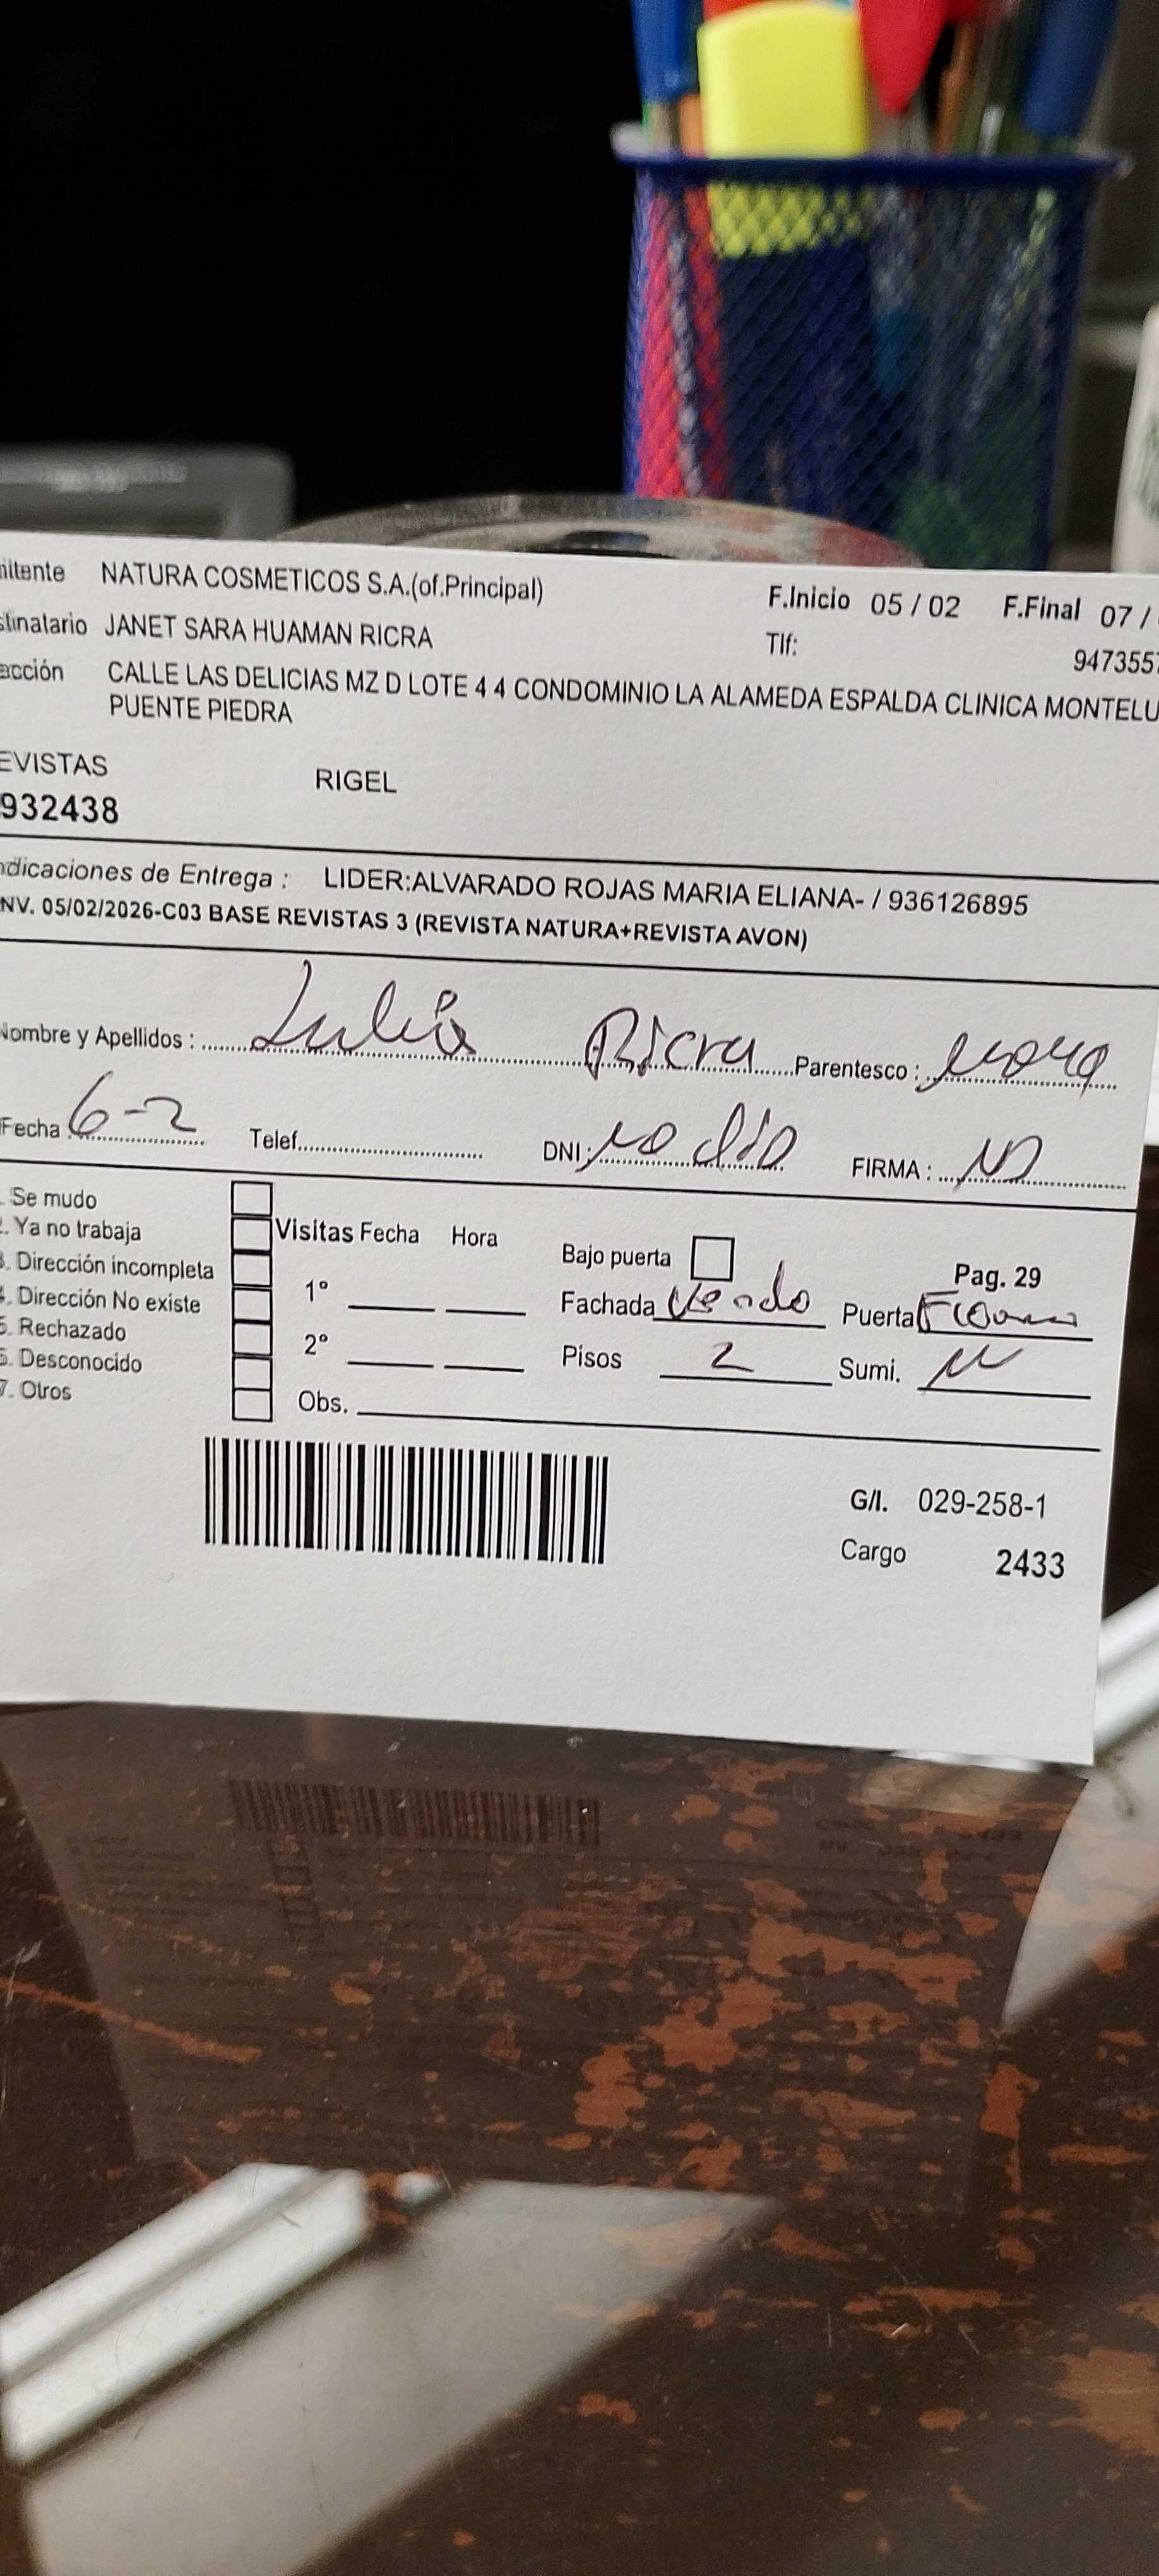 mitente NATURA COSMETICOS S.A.(of.Principal) F.Inicio 05 / 02 F.Final 07 /
stinatario JANET SARA HUAMAN RICRA Tlf: 9473557
ección CALLE LAS DELICIAS MZ D LOTE 4 4 CONDOMINIO LA ALAMEDA ESPALDA CLINICA MONTELU
PUENTE PIEDRA
EVISTAS RIGEL
932438
ndicaciones de Entrega : LIDER:ALVARADO ROJAS MARIA ELIANA- / 936126895
NV. 05/02/2026-C03 BASE REVISTAS 3 (REVISTA NATURA+REVISTA AVON)
Nombre y Apellidos : Julia Ricra Parentesco :
Fecha : 6-2 Telef. DNI : no dio FIRMA :
. Se mudo
2. Ya no trabaja Visitas Fecha Hora Bajo puerta
3. Dirección incompleta Pag. 29
4. Dirección No existe 1° Fachada Puerta
5. Rechazado
6. Desconocido 2° Pisos 2 Sumi.
7. Otros Obs.
G/I. 029-258-1
Cargo 2433